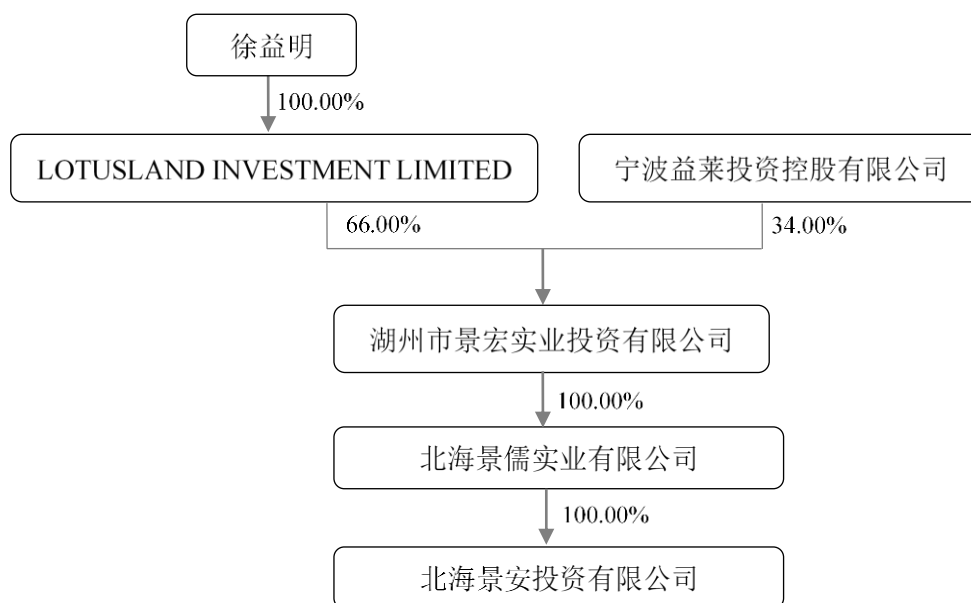 徐益明
100.00%
LOTUSLAND INVESTMENT LIMITED
宁波益莱投资控股有限公司
66.00%
34.00%
湖州市景宏实业投资有限公司
100.00%
北海景儒实业有限公司
100.00%
北海景安投资有限公司